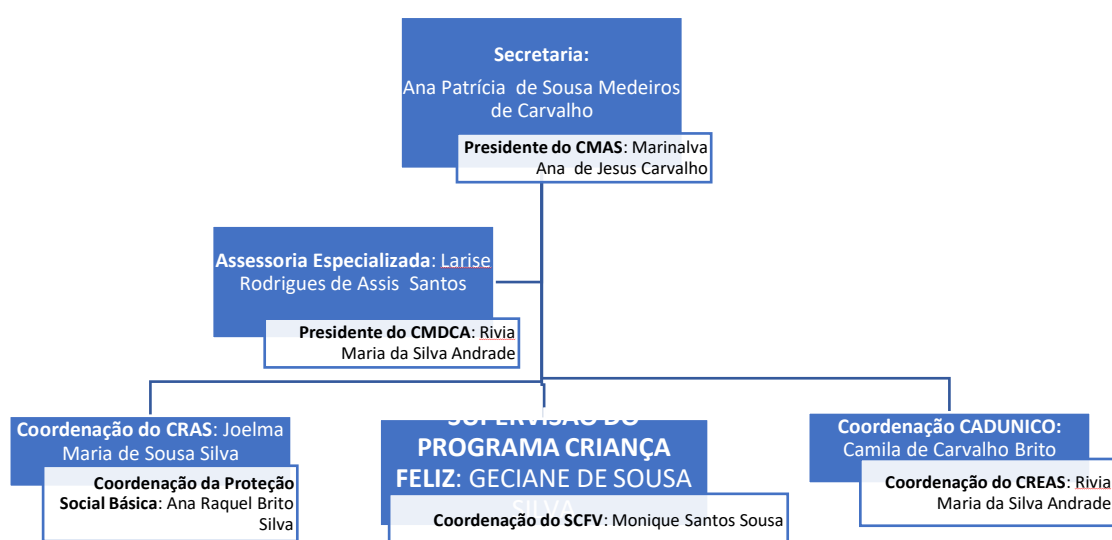 Secretaria:
Ana Patrícia de Sousa Medeiros
de Carvalho
Presidente do CMAS: Marinalva
Ana de Jesus Carvalho
Assessoria Especializada: Larise
Rodrigues de Assis Santos
Presidente do CMDCA: Rivia
Maria da Silva Andrade
Coordenação do CRAS: Joelma
Maria de Sousa Silva
Coordenação da Proteção
Social Básica: Ana Raquel Brito
Silva
SUPERVISÃO DO
PROGRAMA CRIANÇA
FELIZ: GECIANE DE SOUSA
SILVA
Coordenação do SCFV: Monique Santos Sousa
Coordenação CADUNICO:
Camila de Carvalho Brito
Coordenação do CREAS: Rivia
Maria da Silva Andrade